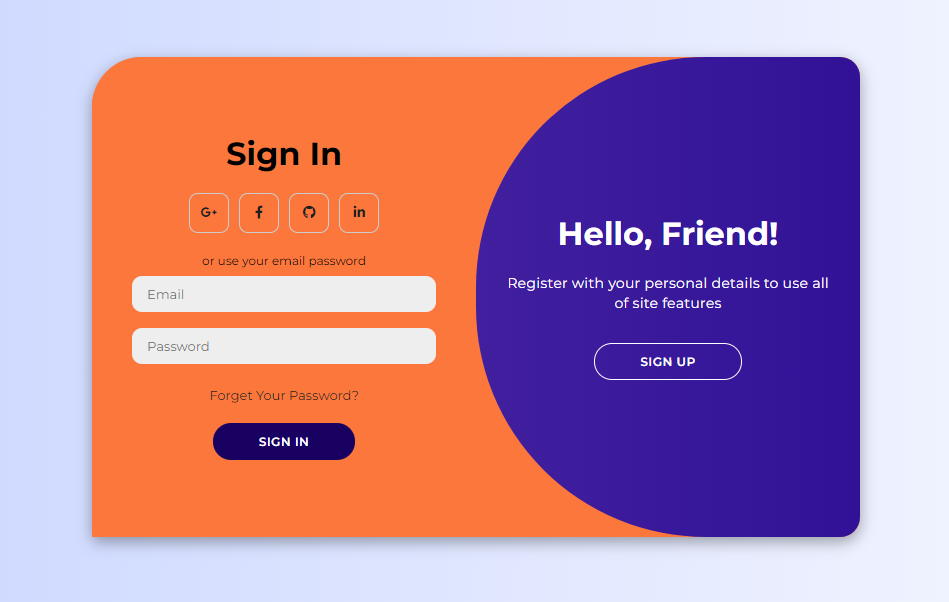 Sign In
G+ f in
or use your email password
Email
Password
Forget Your Password?
SIGN IN
Hello, Friend!
Register with your personal details to use all
of site features
SIGN UP